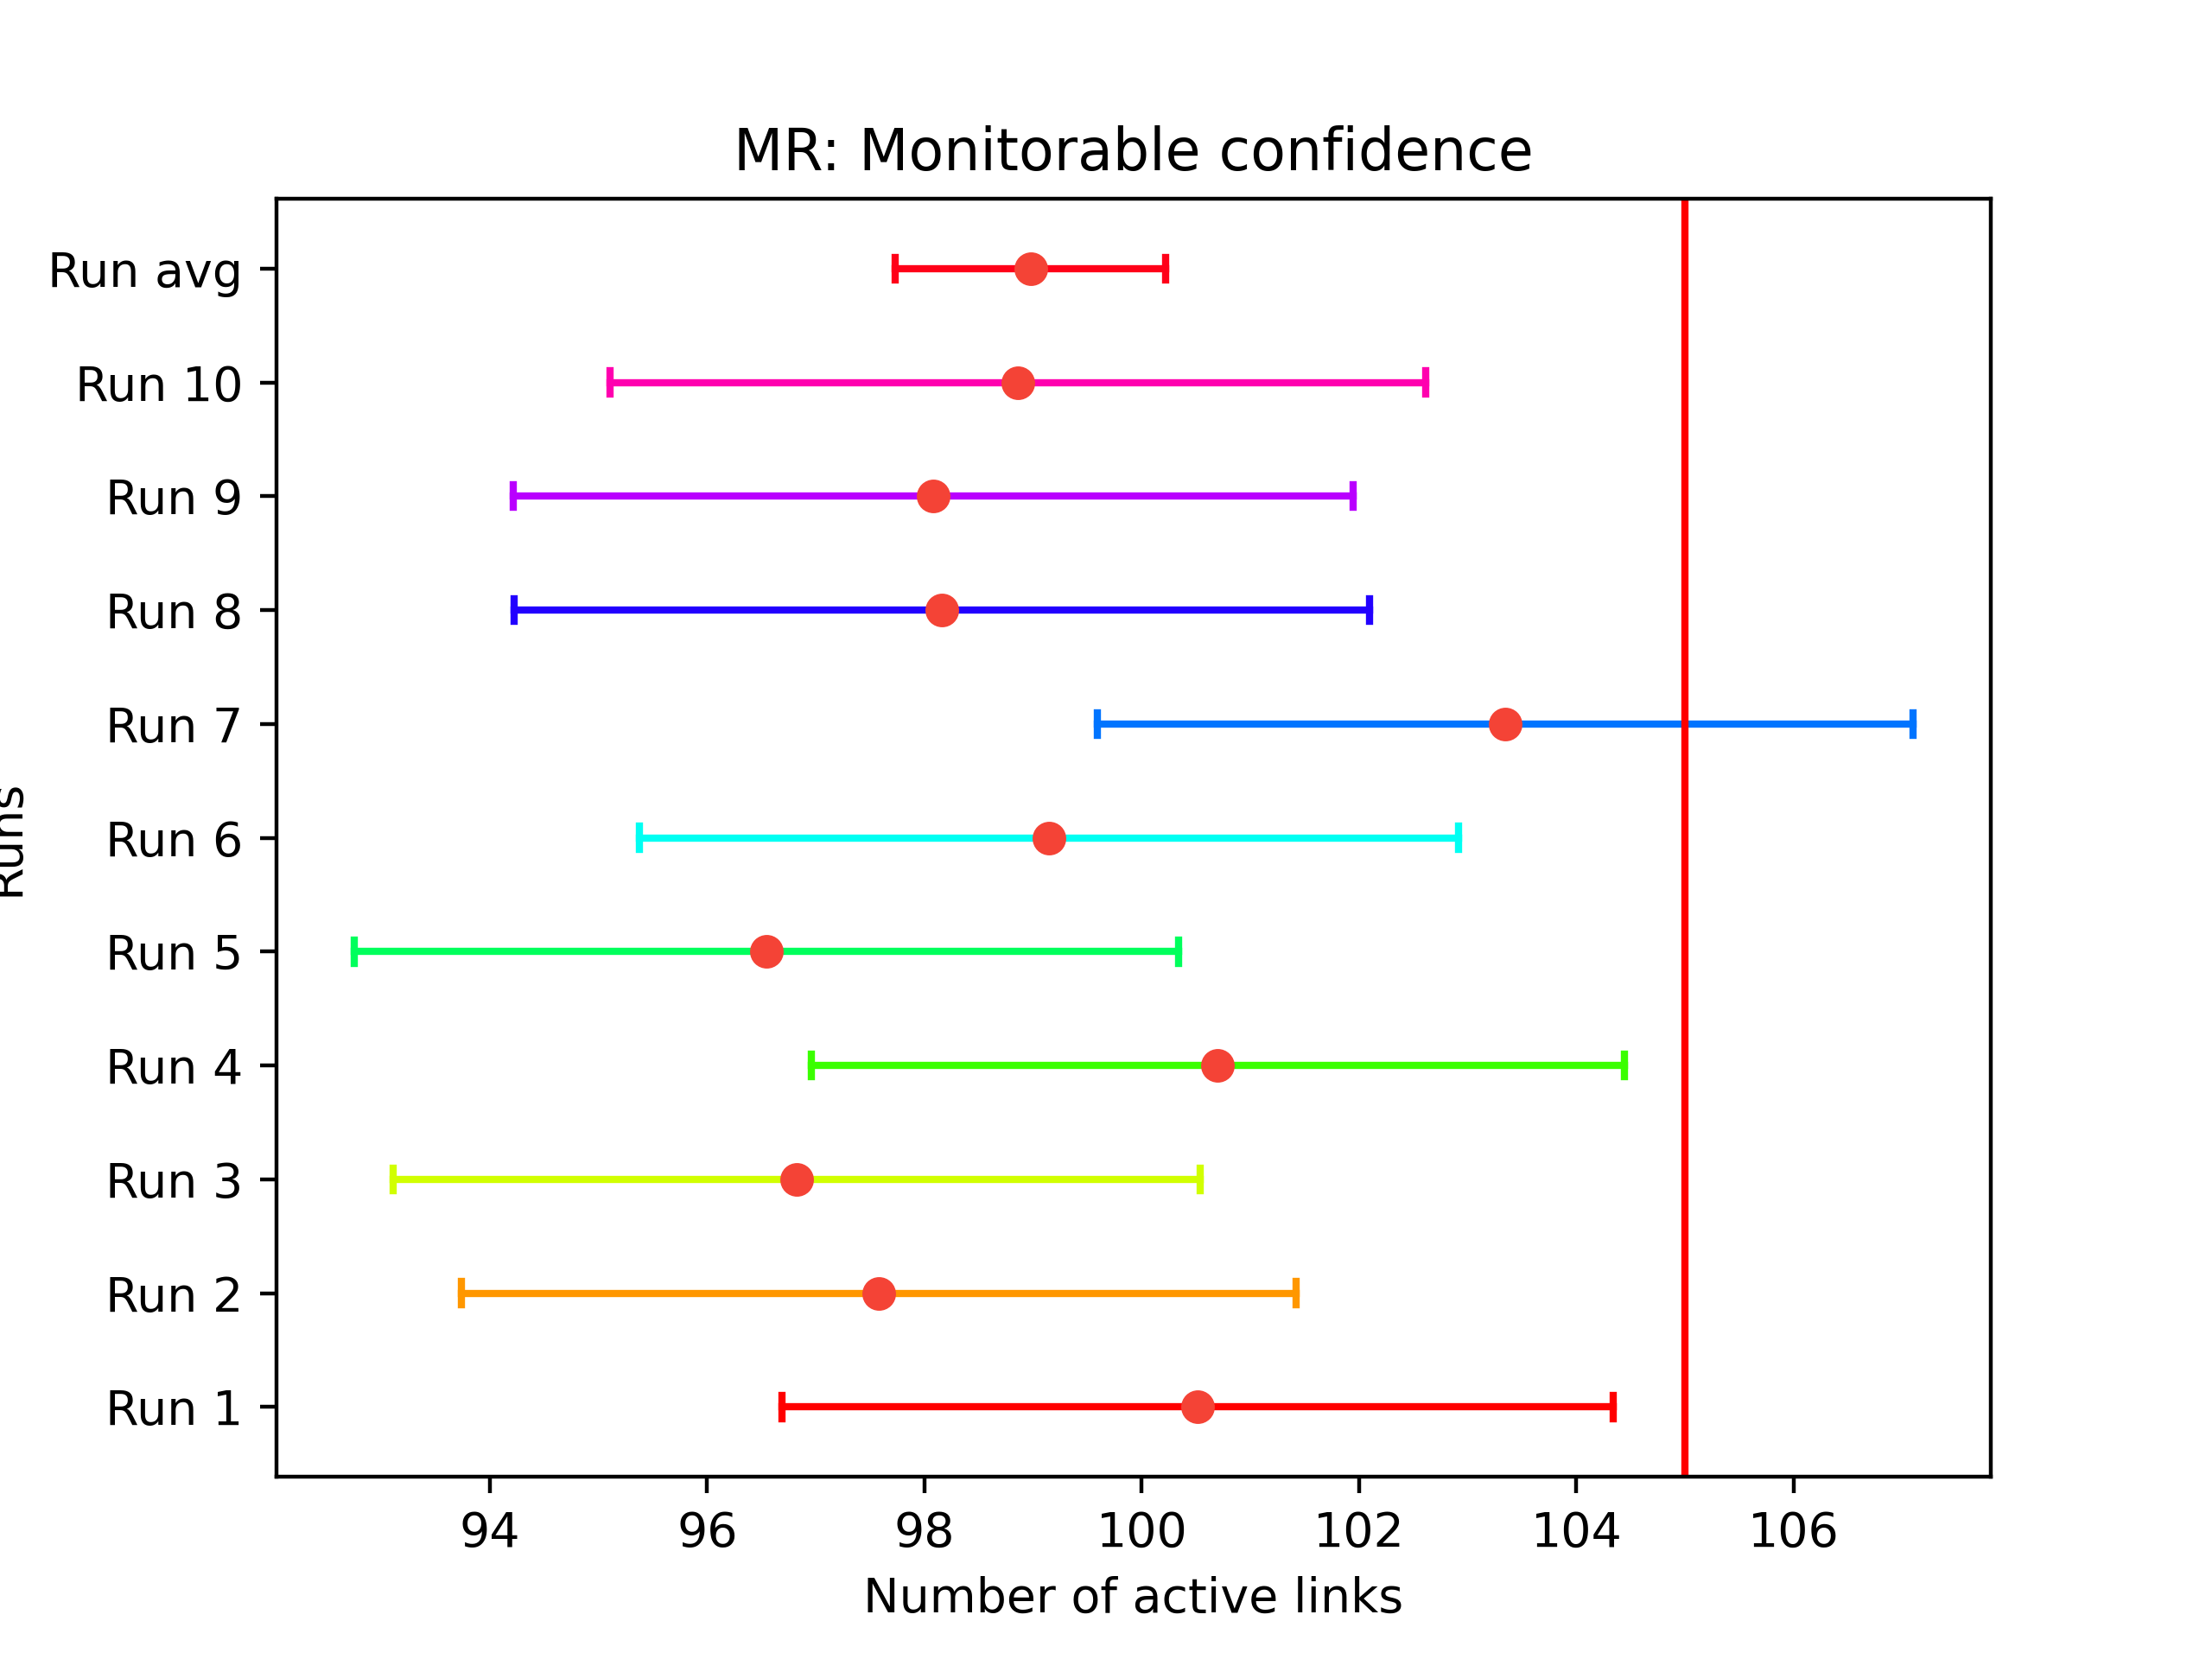 MR: Monitorable confidence
Run avg
Run 10
Run 9
Run 8
Run 7
Run 6
Run 5
Run 4
Run 3
Run 2
Run 1
Runs
94 96 98 100 102 104 106
Number of active links